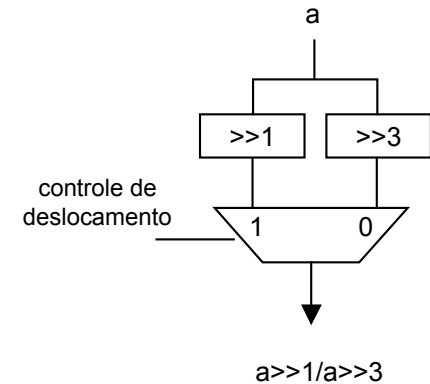 a
>>1 >>3
controle de
deslocamento
1 0
a>>1/a>>3